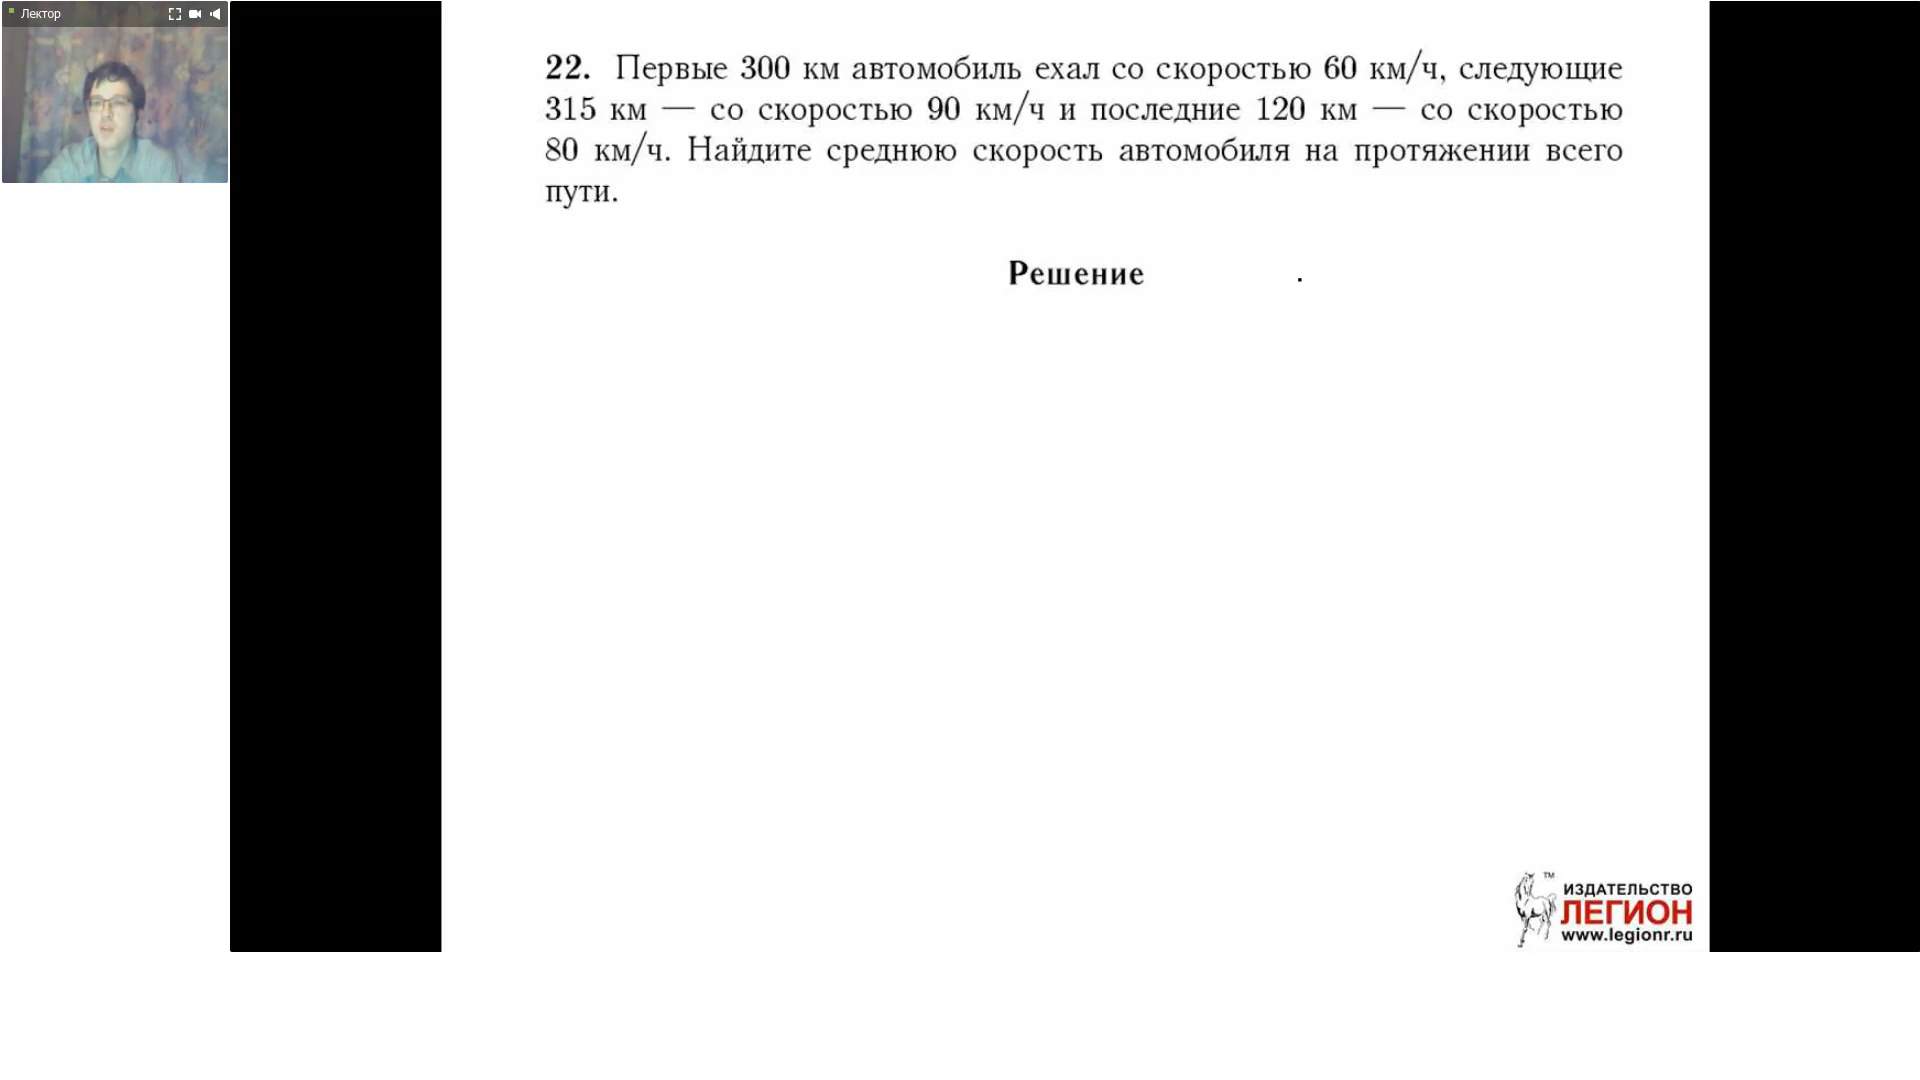 Лектор
22. Первые 300 км автомобиль ехал со скоростью 60 км/ч, следующие
315 км — со скоростью 90 км/ч и последние 120 км — со скоростью
80 км/ч. Найдите среднюю скорость автомобиля на протяжении всего
пути.
Решение
TM
ИЗДАТЕЛЬСТВО
ЛЕГИОН
www.legionr.ru